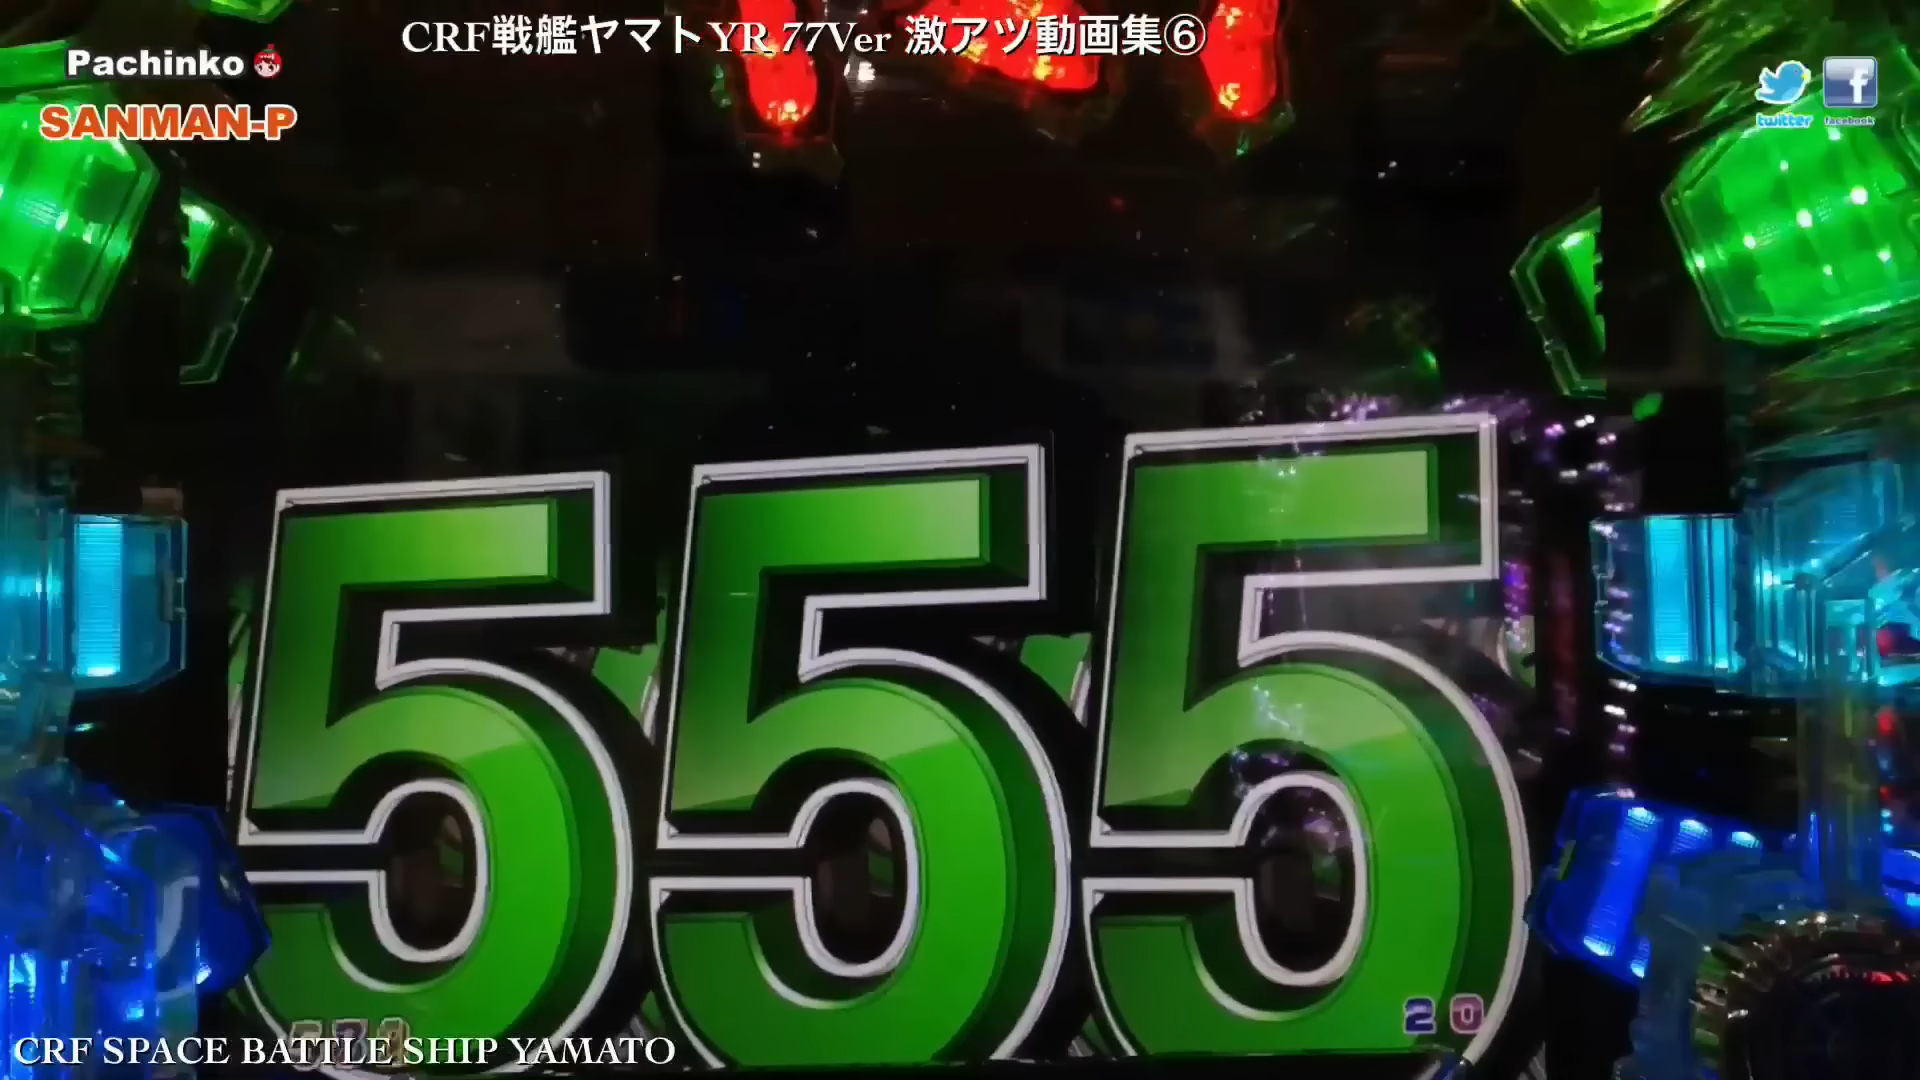 CRF戦艦ヤマトYR 77Ver 激アツ動画集⑥
Pachinko
SANMAN-P
twitter
facebook
555
20
CRF SPACE BATTLE SHIP YAMATO